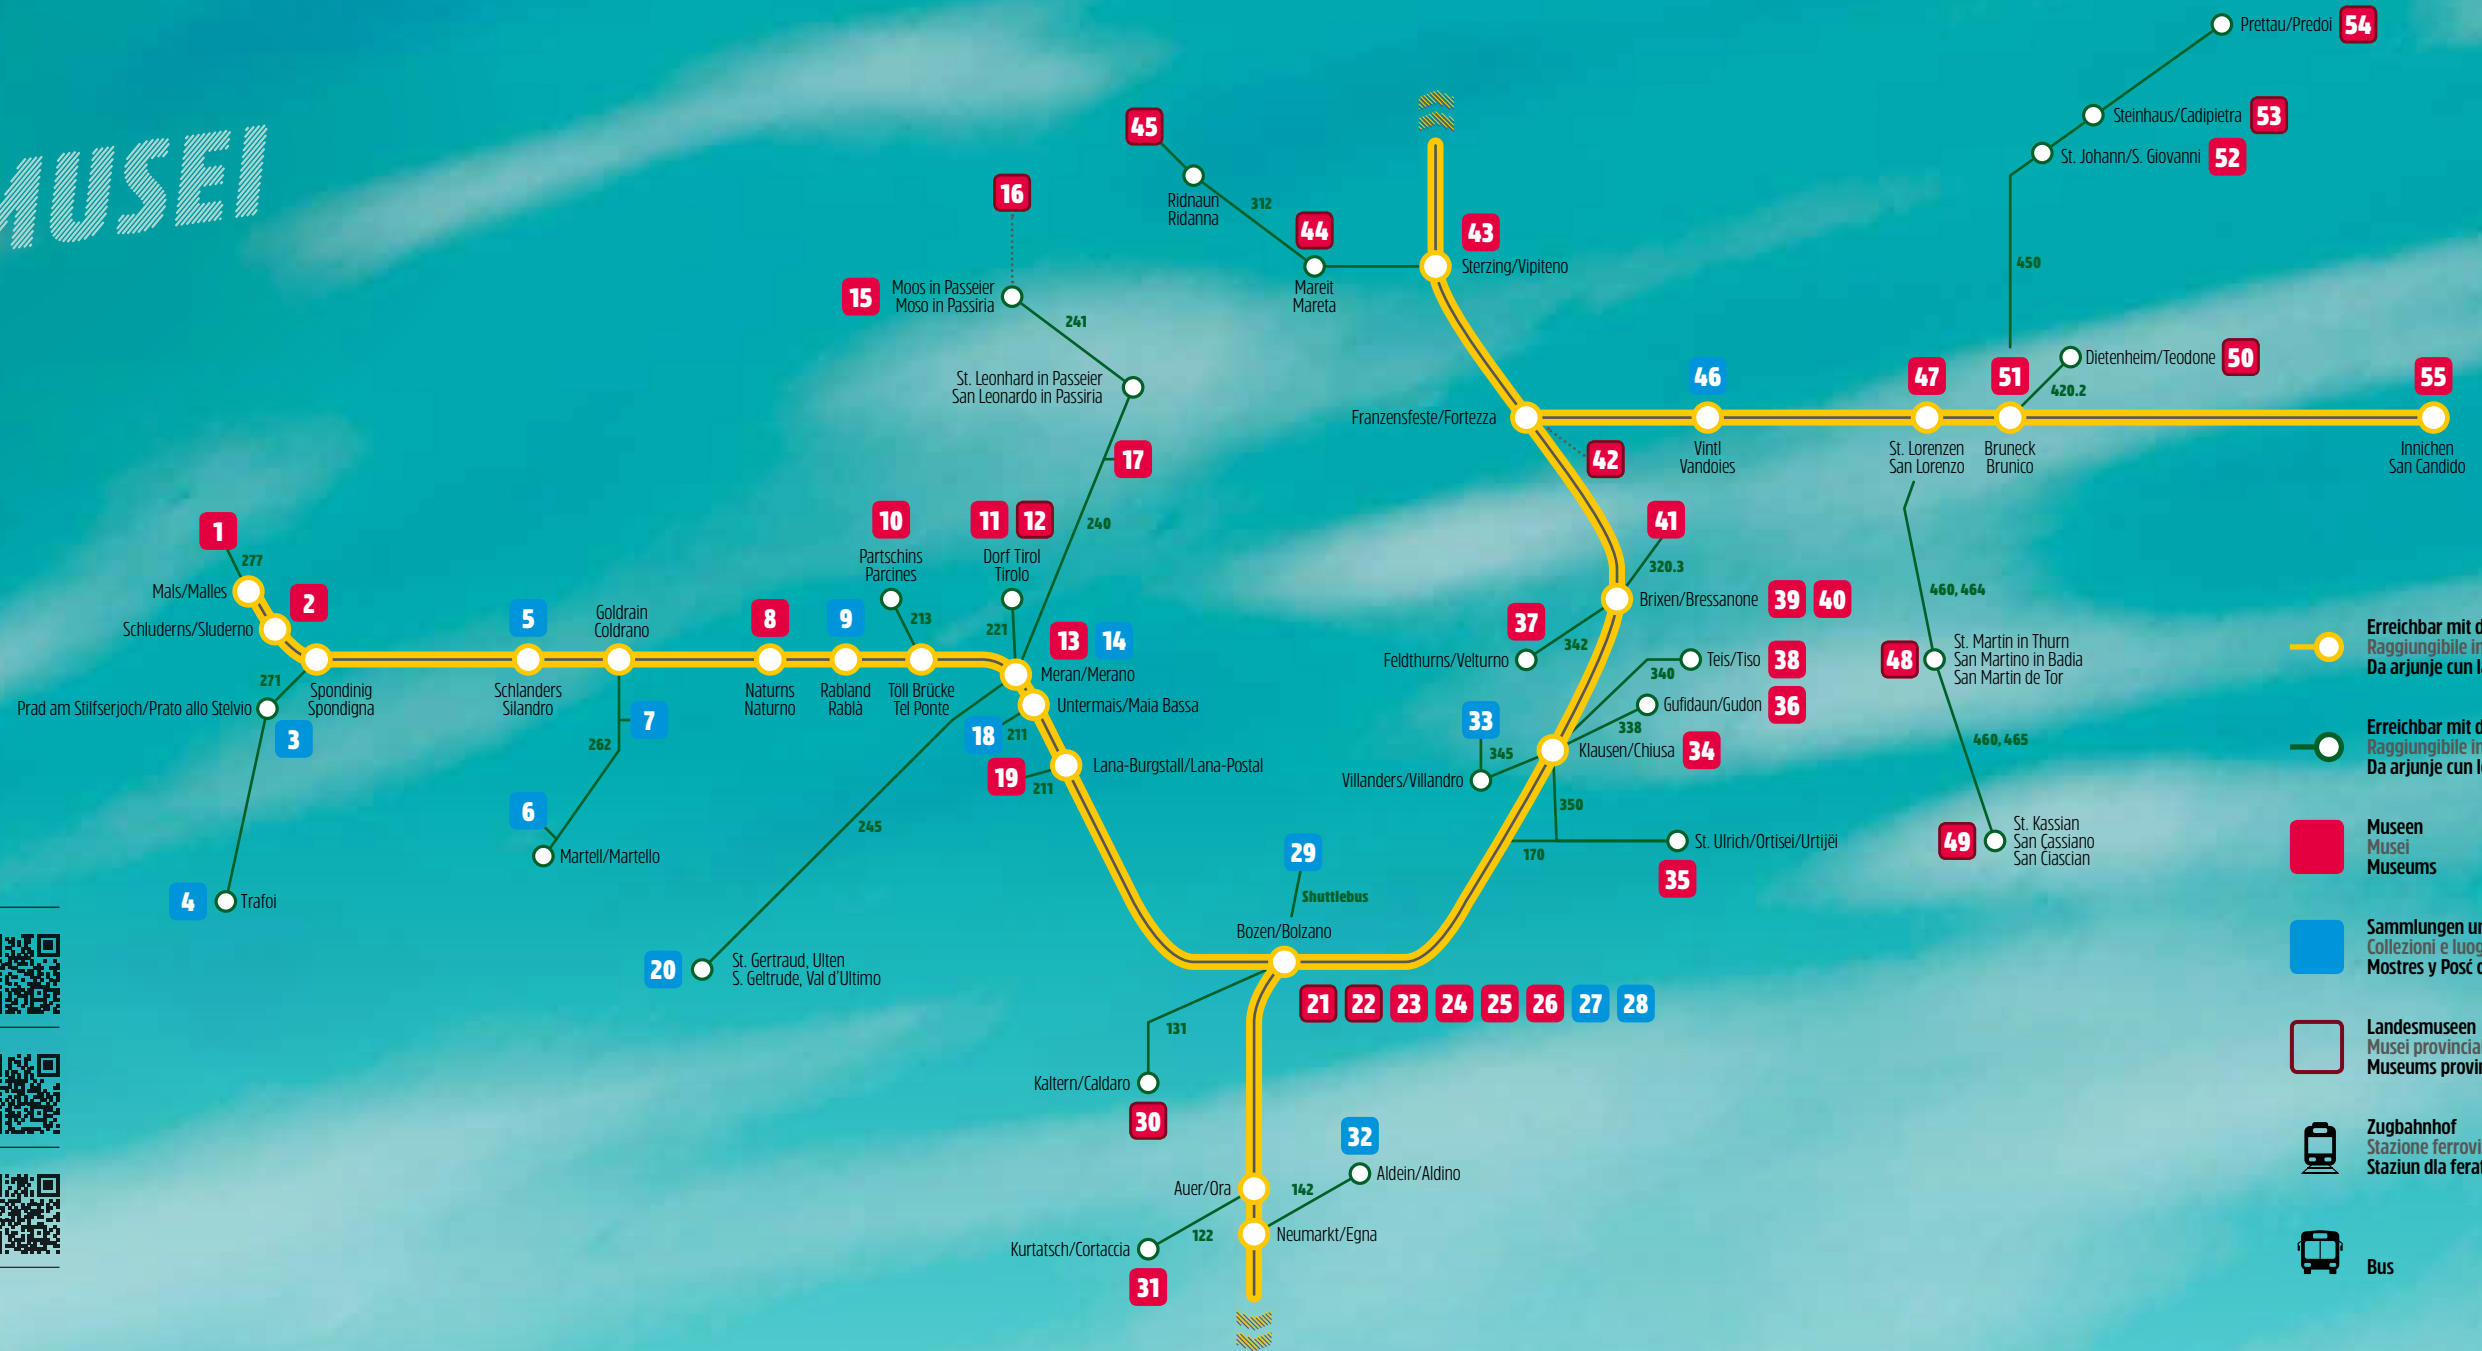 MUSEI
Prettau/Predoi 54
Steinhaus/Cadipietra 53
St. Johann/S. Giovanni 52
450
Dietenheim/Teodone 50
420.2
45
Ridnaun
Ridanna
312
44
Mareit
Mareta
43
Sterzing/Vipiteno
16
15
Moos in Passeier
Moso in Passiria
241
St. Leonhard in Passeier
San Leonardo in Passiria
17
240
Franzensfeste/Fortezza
42
46
Vintl
Vandoies
47
St. Lorenzen
San Lorenzo
51
Bruneck
Brunico
55
Innichen
San Candido
1
277
Mals/Malles
2
Schluderns/Sluderno
271
Spondinig
Spondigna
Prad am Stilfserjoch/Prato allo Stelvio
3
4
Trafoi
5
Schlanders
Silandro
Goldrain
Coldrano
7
262
6
Martell/Martello
8
Naturns
Naturno
9
Rabland
Rablà
10
Partschins
Parcines
213
Töll Brücke
Tel Ponte
11 12
Dorf Tirol
Tirolo
221
13 14
Meran/Merano
Untermais/Maia Bassa
18 211
Lana-Burgstall/Lana-Postal
19 211
245
20
St. Gertraud, Ulten
S. Geltrude, Val d'Ultimo
41
320.3
Brixen/Bressanone 39 40
37
342
Feldthurns/Velturno
Teis/Tiso 38
340
Gufidaun/Gudon 36
338
33
345
Klausen/Chiusa 34
Villanders/Villandro
350
170
St. Ulrich/Ortisei/Urtijëi
35
460, 464
48
St. Martin in Thurn
San Martino in Badia
San Martin de Tor
460, 465
49
St. Kassian
San Cassiano
San Ciascian
29
Shuttlebus
Bozen/Bolzano
21 22 23 24 25 26 27 28
131
Kaltern/Caldaro
30
32
Aldein/Aldino
142
Auer/Ora
122
Neumarkt/Egna
Kurtatsch/Cortaccia
31
Erreichbar mit d
Raggiungibile in
Da arjunje cun l
Erreichbar mit d
Raggiungibile in
Da arjunje cun l
Museen
Musei
Museums
Sammlungen un
Collezioni e luog
Mostres y Posć
Landesmuseen
Musei provincia
Museums provin
Zugbahnhof
Stazione ferrovi
Staziun dla fera
Bus